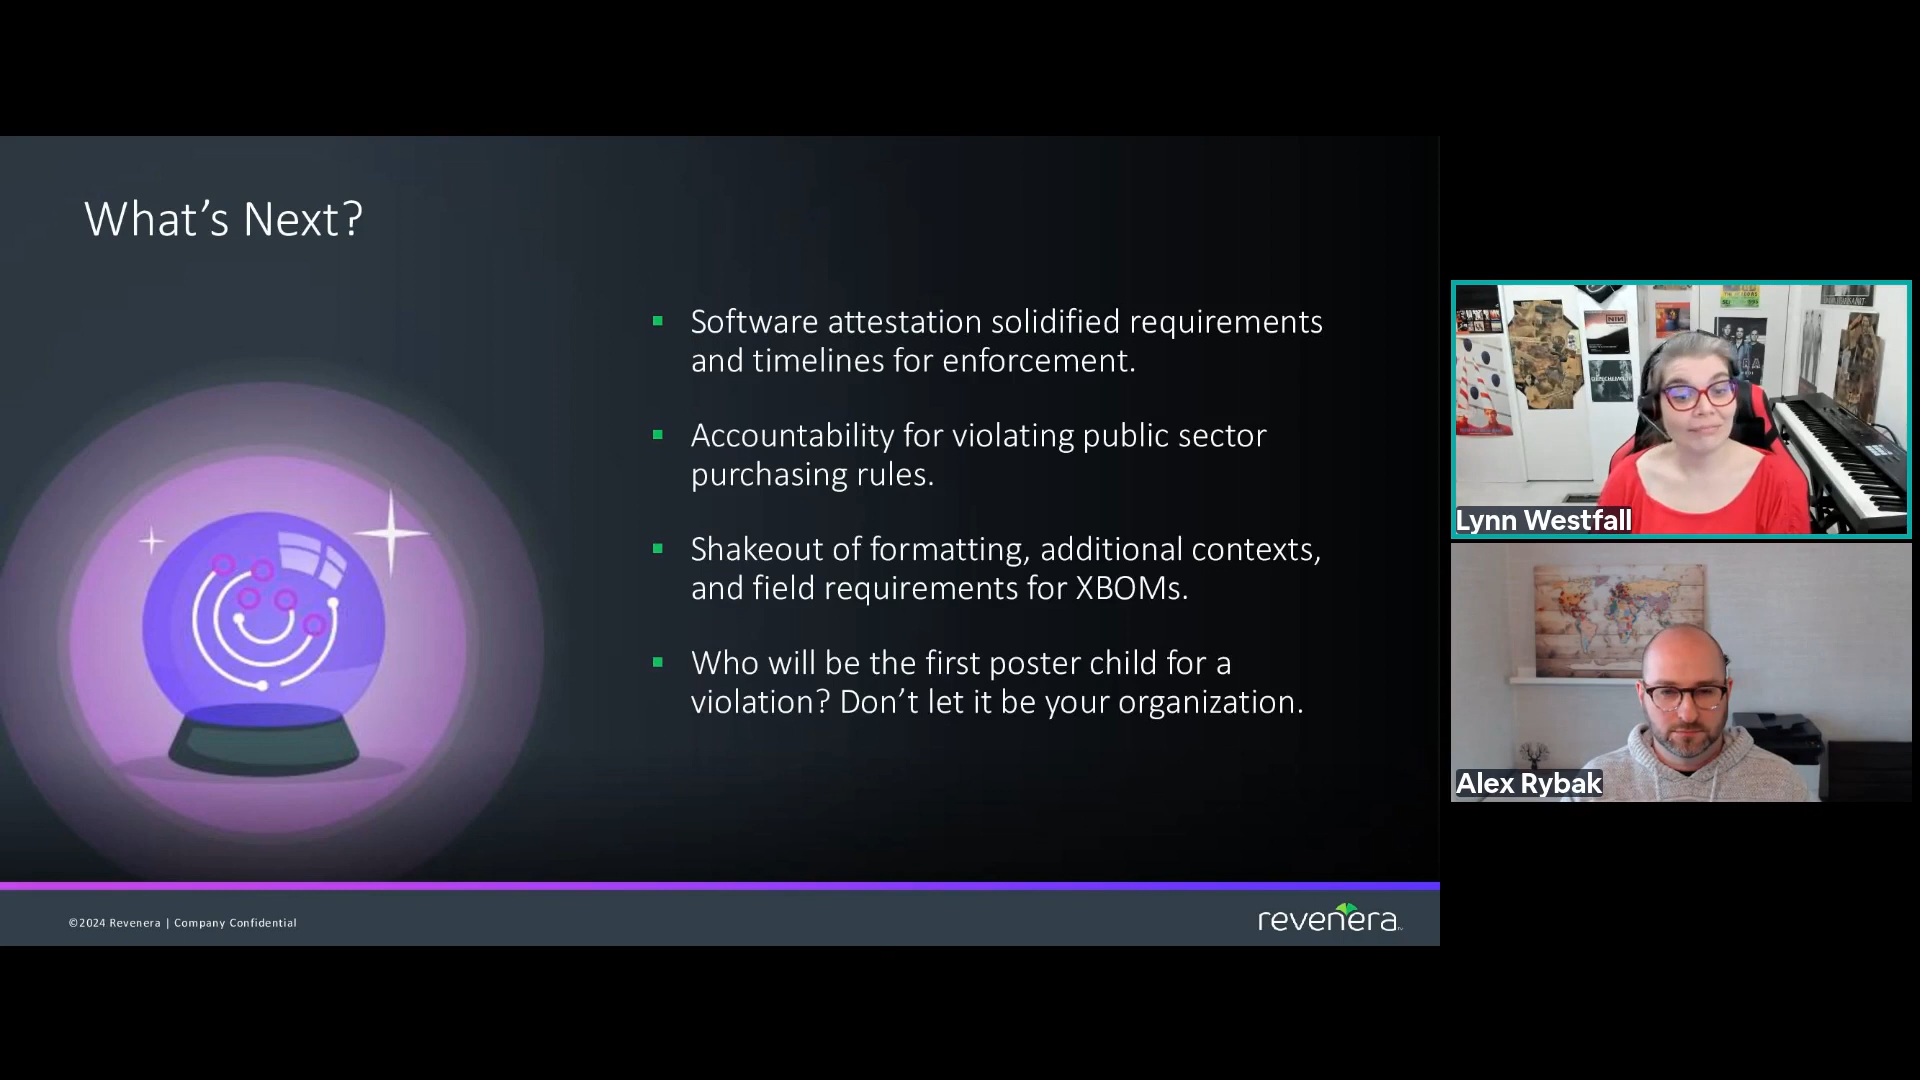 What's Next?
Software attestation solidified requirements
and timelines for enforcement.
Accountability for violating public sector
purchasing rules.
Shakeout of formatting, additional contexts,
and field requirements for XBOMs.
Who will be the first poster child for a
violation? Don't let it be your organization.
©2024 Revenera | Company Confidential
revenera
Lynn Westfall
Alex Rybak